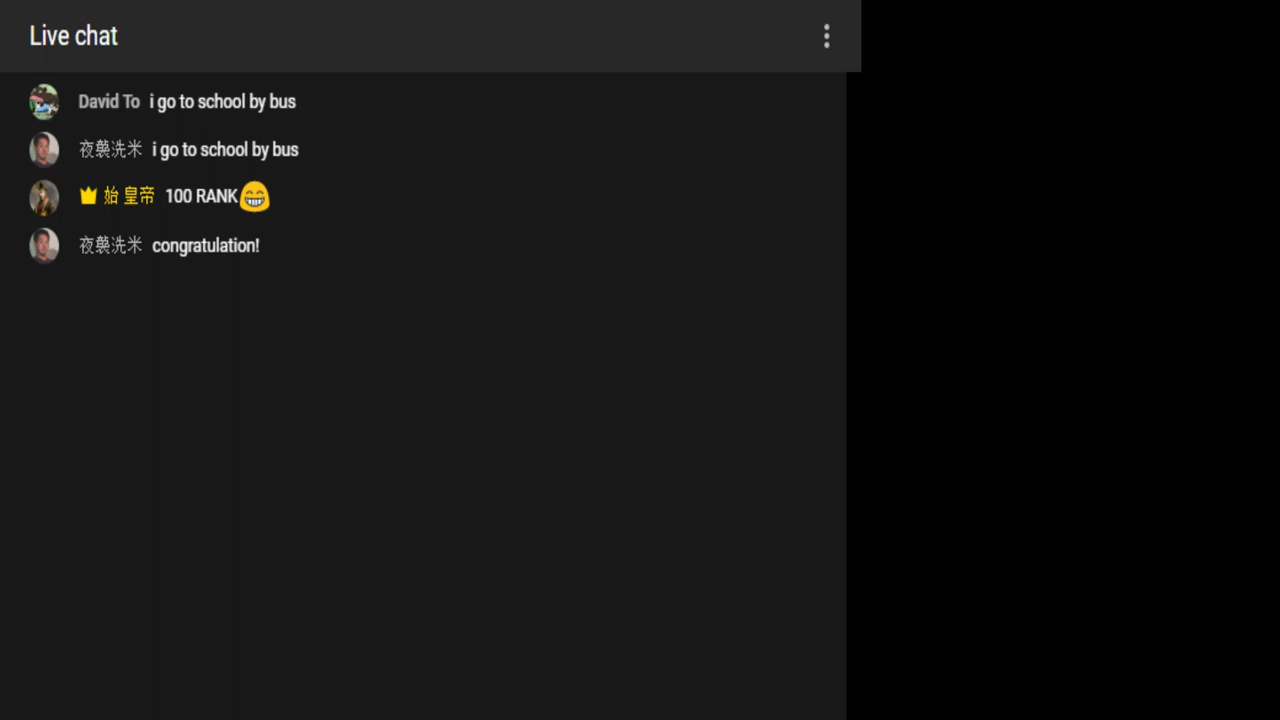 Live chat
David To i go to school by bus
夜襲洗米 i go to school by bus
始皇帝 100 RANK😁
夜襲洗米 congratulation!